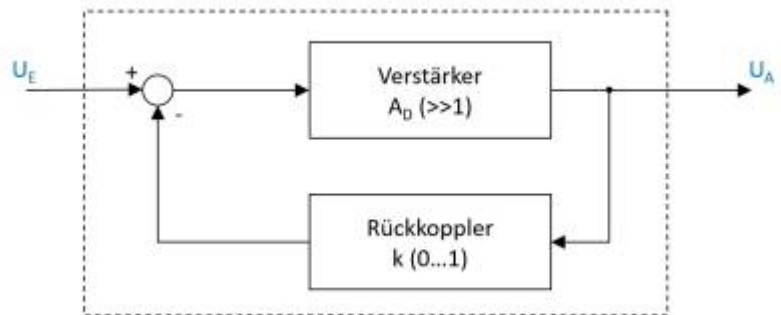 U_E
+
-
Verstärker
A_D (>>1)
U_A
Rückkoppler
k (0...1)